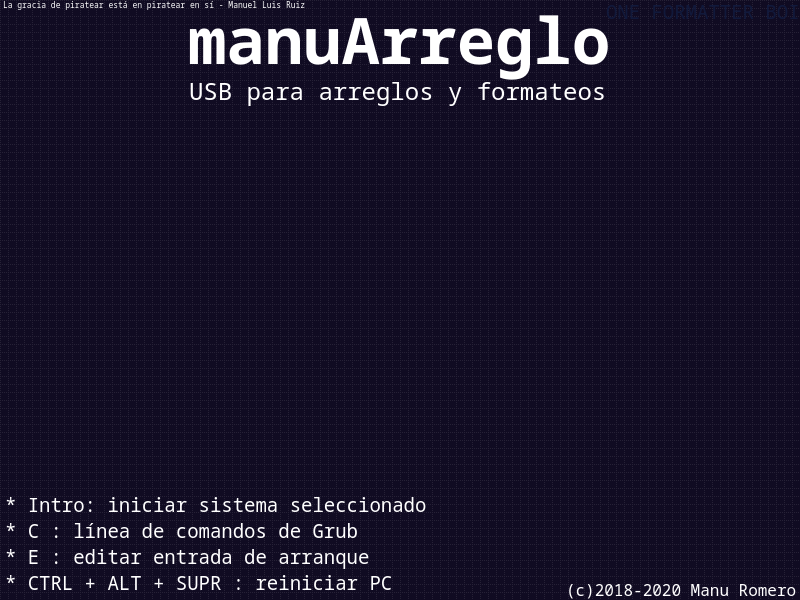 La gracia de piratear está en piratear en sí - Manuel Luis Ruiz
ONE FORMATTER BOI
manuArreglo
USB para arreglos y formateos
* Intro: iniciar sistema seleccionado
* C : línea de comandos de Grub
* E : editar entrada de arranque
* CTRL + ALT + SUPR : reiniciar PC
(c)2018-2020 Manu Romero